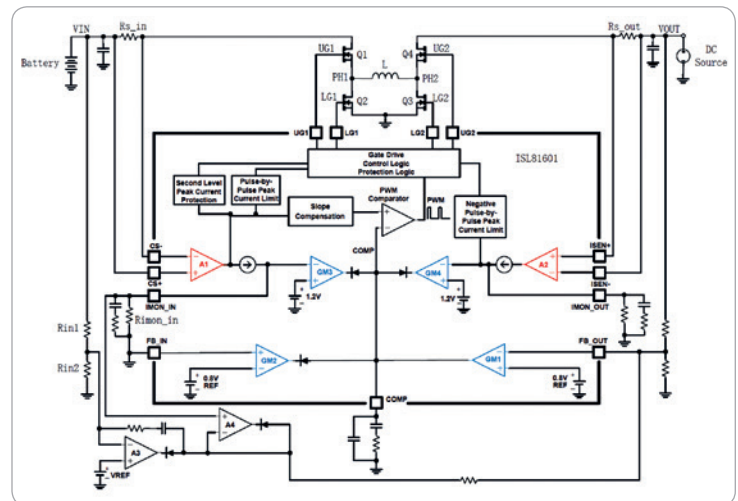 VIN
Rs_in
Rs_out
VOUT
Battery
UG1
Q1
Q4
UG2
DC
Source
L
PH1
PH2
LG1
Q2
Q3
LG2
UG1
LG1
LG2
UG2
ISL81601
Gate Drive
Control Logic
Protection Logic
Second Level
Peak Current
Protection
Pulse-by-
Pulse Peak
Current Limit
Slope
Compensation
PWM
Comparator
PWM
Negative
Pulse-by-Pulse
Peak Current
Limit
CS-
A1
CS+
COMP
GM3
GM4
A2
ISEN+
ISEN-
IMON_IN
1.2V
1.2V
IMON_OUT
Rimon_in
Rin1
FB_IN
GM2
GM1
FB_OUT
Rin2
0.8V
REF
0.8V
REF
COMP
A4
A3
VREF